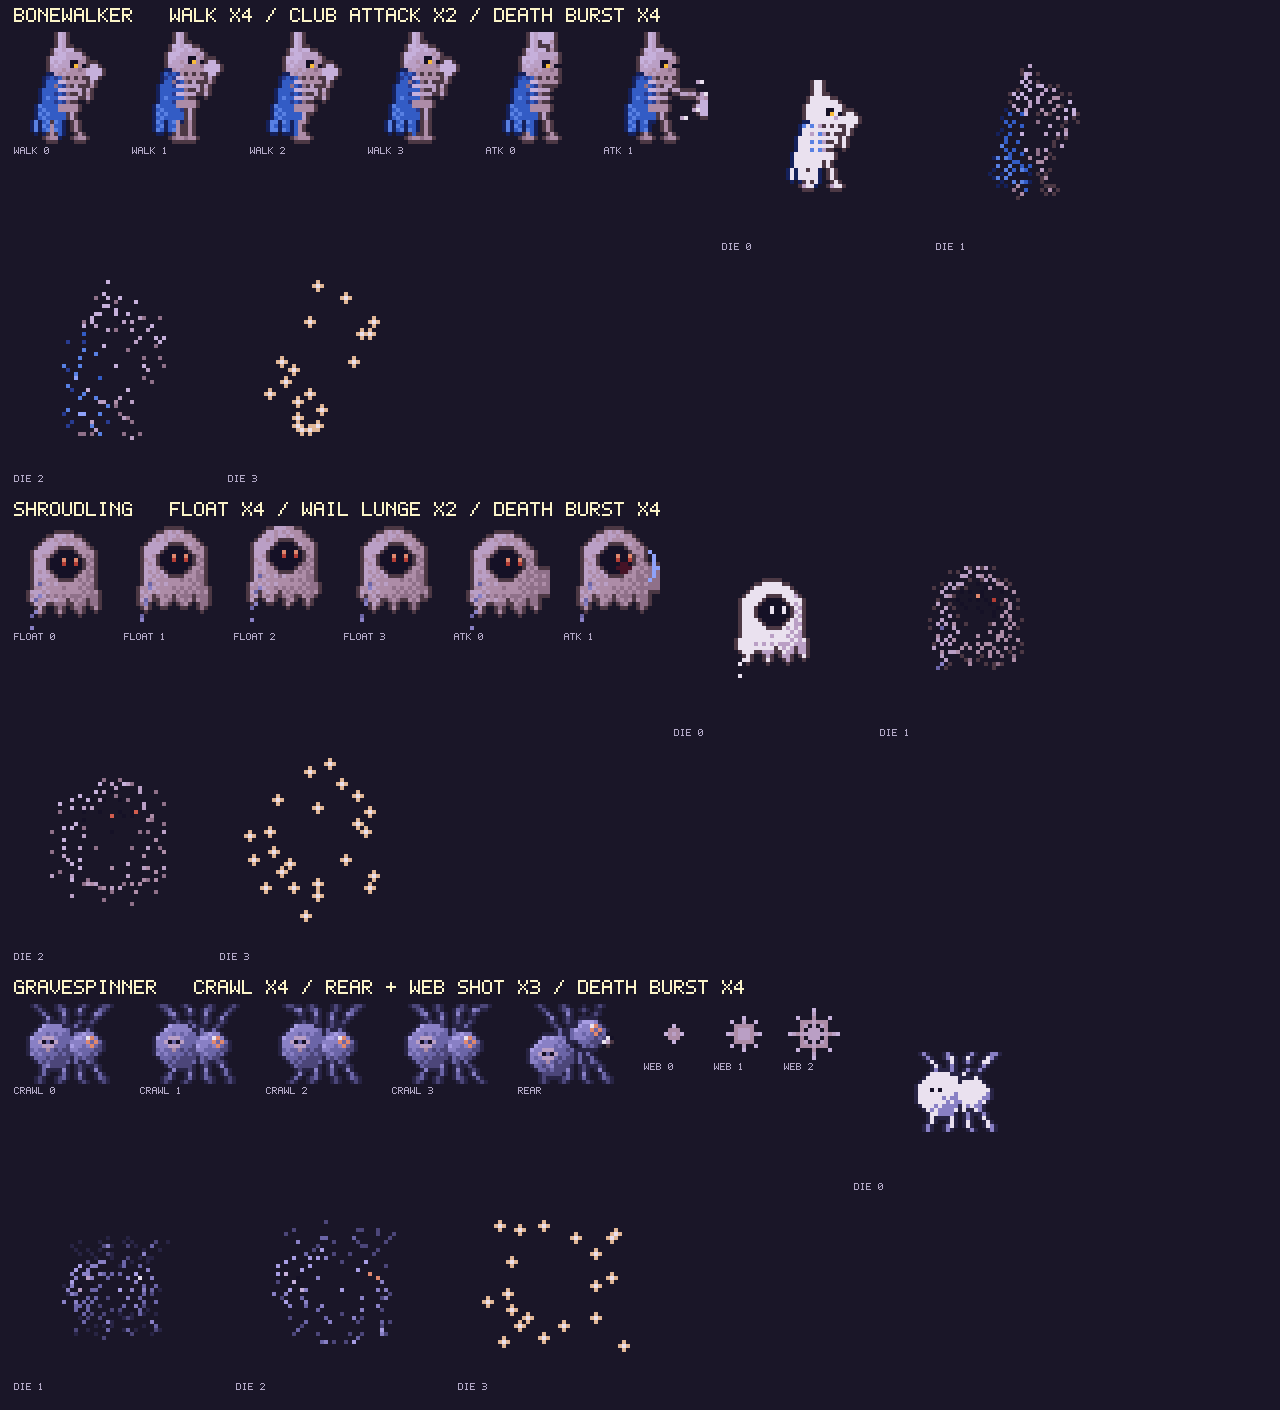 BONEWALKER WALK X4 / CLUB ATTACK X2 / DEATH BURST X4
WALK 0 WALK 1 WALK 2 WALK 3 ATK 0 ATK 1
DIE 0 DIE 1
DIE 2 DIE 3
SHROUDLING FLOAT X4 / WAIL LUNGE X2 / DEATH BURST X4
FLOAT 0 FLOAT 1 FLOAT 2 FLOAT 3 ATK 0 ATK 1
DIE 0 DIE 1
DIE 2 DIE 3
GRAVESPINNER CRAWL X4 / REAR + WEB SHOT X3 / DEATH BURST X4
WEB 0 WEB 1 WEB 2
CRAWL 0 CRAWL 1 CRAWL 2 CRAWL 3 REAR
DIE 0
DIE 1 DIE 2 DIE 3